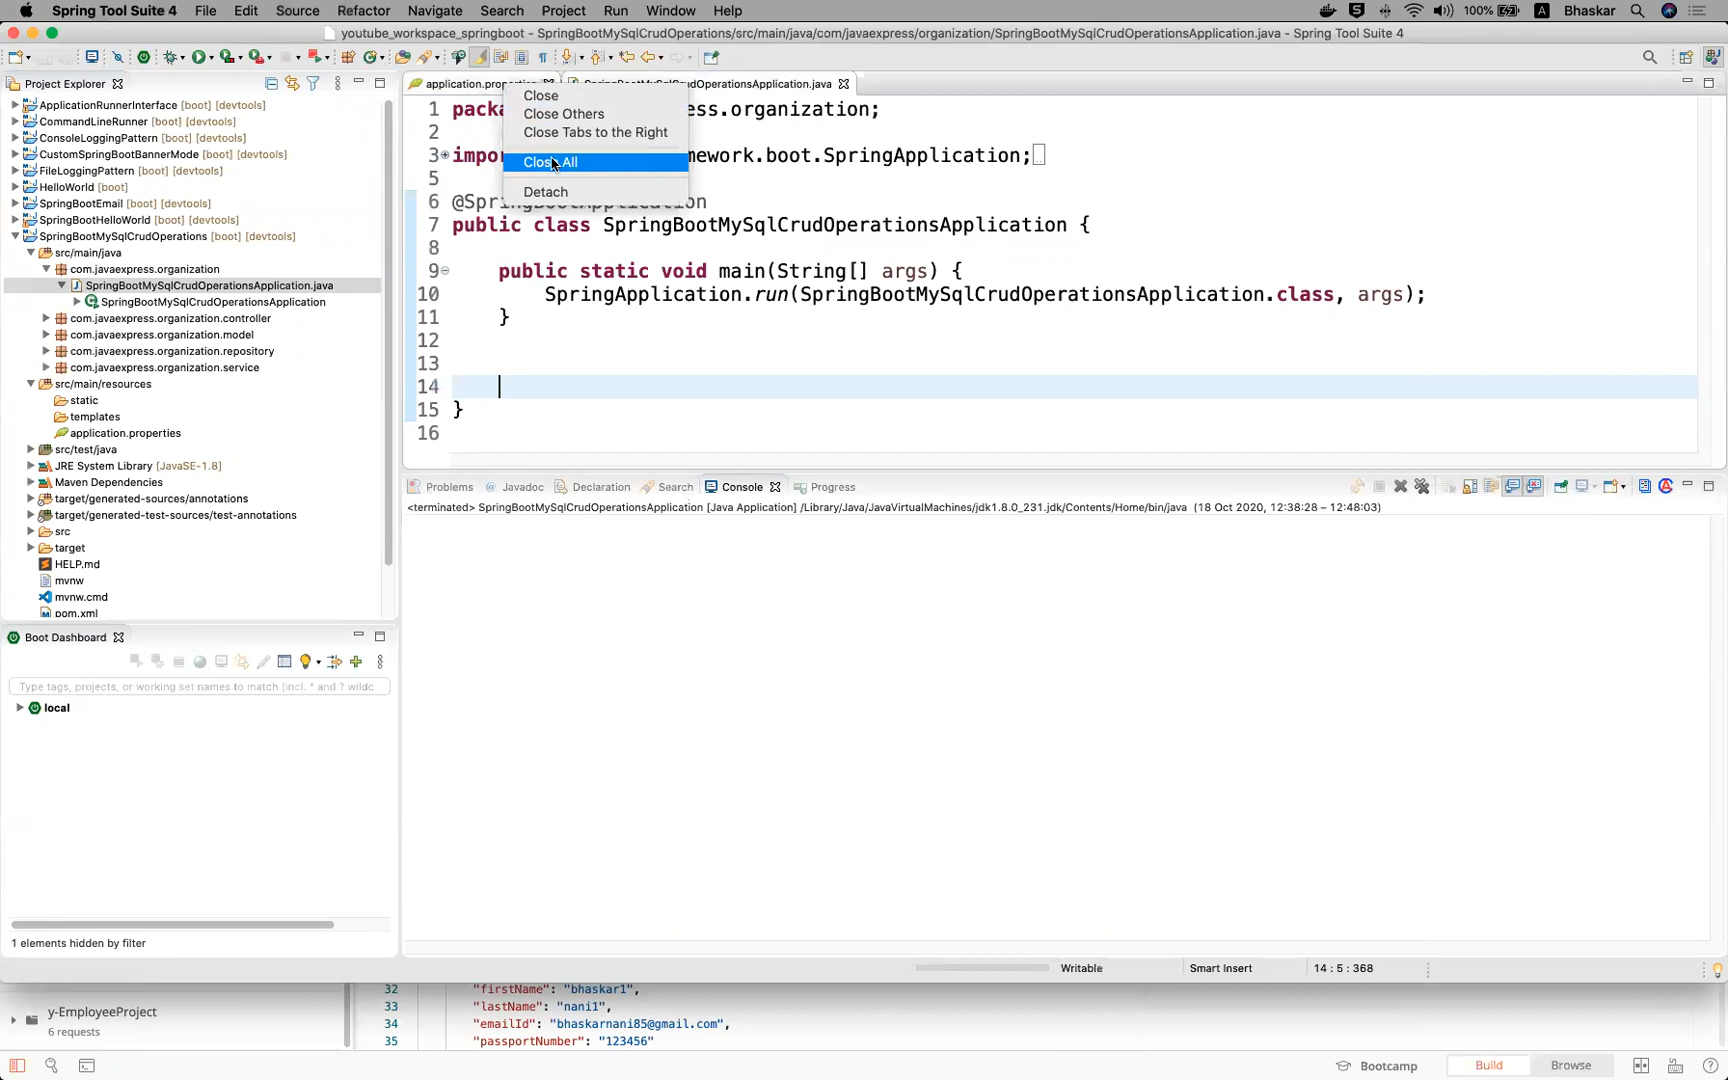 Spring Tool Suite 4 File Edit Source Refactor Navigate Search Project Run Window Help 100% A Bhaskar
youtube_workspace_springboot - SpringBootMySqlCrudOperations/src/main/java/com/javaexpress/organization/SpringBootMySqlCrudOperationsApplication.java - Spring Tool Suite 4
Project Explorer
ApplicationRunnerInterface [boot] [devtools]
CommandLineRunner [boot] [devtools]
ConsoleLoggingPattern [boot] [devtools]
CustomSpringBootBannerMode [boot] [devtools]
FileLoggingPattern [boot] [devtools]
HelloWorld [boot]
SpringBootEmail [boot] [devtools]
SpringBootHelloWorld [boot] [devtools]
SpringBootMySqlCrudOperations [boot] [devtools]
src/main/java
com.javaexpress.organization
SpringBootMySqlCrudOperationsApplication.java
SpringBootMySqlCrudOperationsApplication
com.javaexpress.organization.controller
com.javaexpress.organization.model
com.javaexpress.organization.repository
com.javaexpress.organization.service
src/main/resources
static
templates
application.properties
src/test/java
JRE System Library [JavaSE-1.8]
Maven Dependencies
target/generated-sources/annotations
target/generated-test-sources/test-annotations
src
target
HELP.md
mvnw
mvnw.cmd
pom.xml
Boot Dashboard
Type tags, projects, or working set names to match (incl. * and ? wildc
local
1 elements hidden by filter
application.prop SpringBootMySqlCrudOperationsApplication.java
Close
Close Others
Close Tabs to the Right
Close All
Detach
1 packa ess.organization;
2
3 impor mework.boot.SpringApplication;
5
6 @SpringBootApplication
7 public class SpringBootMySqlCrudOperationsApplication {
8
9 public static void main(String[] args) {
10 SpringApplication.run(SpringBootMySqlCrudOperationsApplication.class, args);
11 }
12
13
14
15 }
16
Problems @ Javadoc Declaration Search Console Progress
<terminated> SpringBootMySqlCrudOperationsApplication [Java Application] /Library/Java/JavaVirtualMachines/jdk1.8.0_231.jdk/Contents/Home/bin/java (18 Oct 2020, 12:38:28 – 12:48:03)
Writable Smart Insert 14 : 5 : 368
y-EmployeeProject
6 requests
32 "firstName": "bhaskar1",
33 "lastName": "nani1",
34 "emailId": "bhaskarnani85@gmail.com",
35 "passportNumber": "123456"
Bootcamp Build Browse